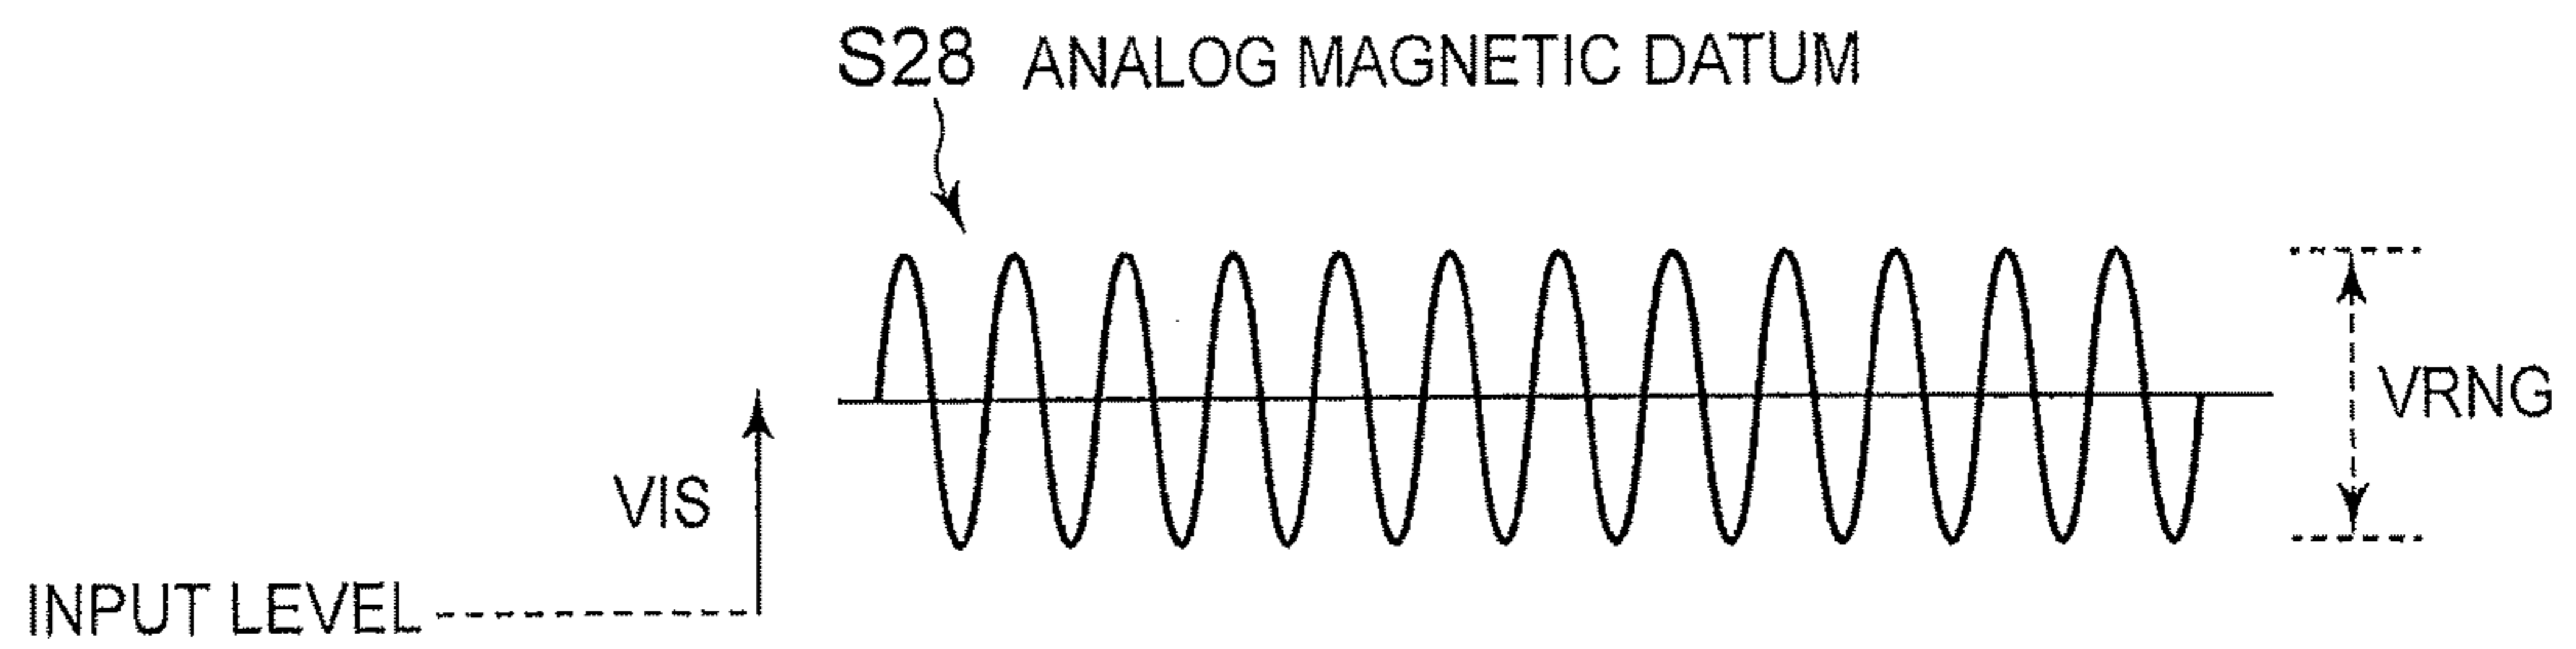 S28 ANALOG MAGNETIC DATUM
VRNG
VIS
INPUT LEVEL